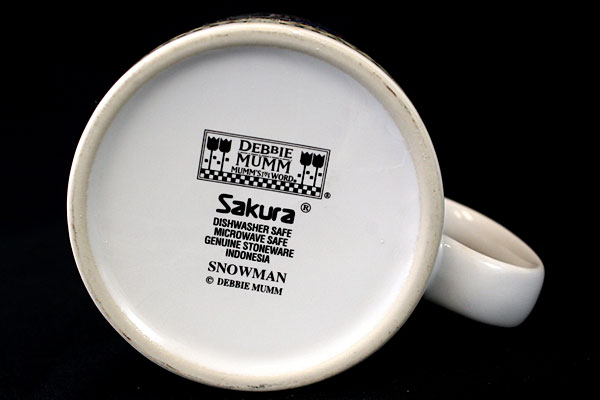 DEBBIE
MUMM
MUMM'S THE WORD®
Sakura®
DISHWASHER SAFE
MICROWAVE SAFE
GENUINE STONEWARE
INDONESIA
SNOWMAN
© DEBBIE MUMM